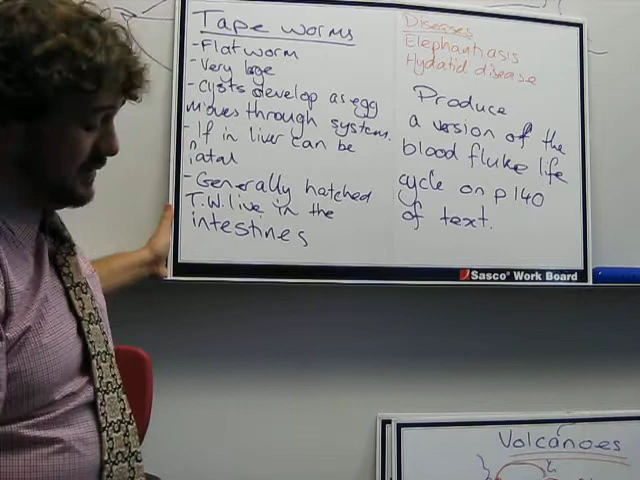 Tape worms
-Flatworm
-Very large
-Cysts develop as egg
moves through system.
-If in liver can be
fatal
-Generally hatched
T.W. live in the
intestines
Diseases
Elephantiasis
Hydatid disease
Produce
a version of the
blood fluke life
cycle on p140
of text.
Sasco® Work Board
Volcanoes